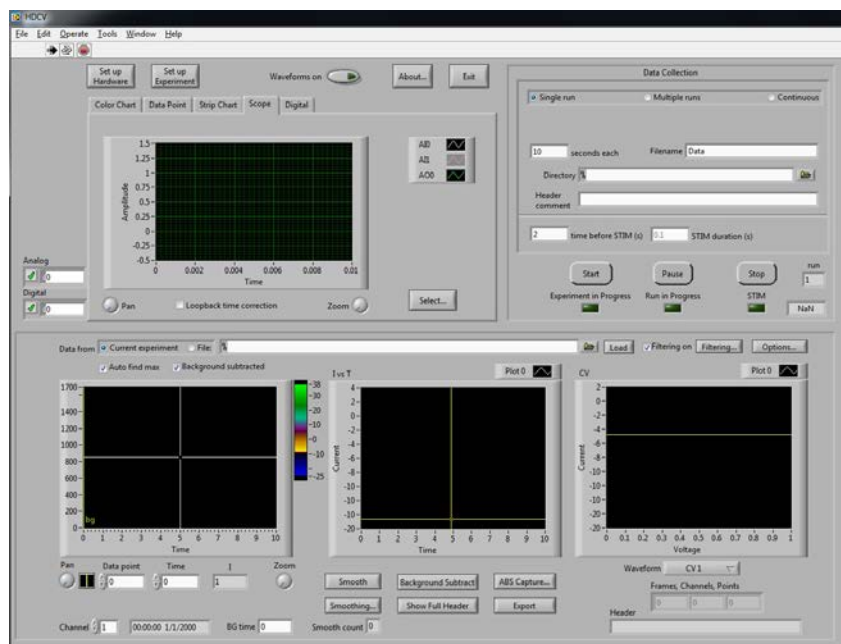 HDCV
File Edit Operate Tools Window Help
Set up Hardware
Set up Experiment
Waveforms on
About...
Exit
Color Chart Data Point Strip Chart Scope Digital
1.5
1.25
1
0.75
0.5
0.25
0
-0.25
-0.5
Amplitude
0 0.002 0.004 0.006 0.008 0.01
Time
AI0
AI1
AO0
Analog
0
Digital
0
Pan
Loopback time correction
Zoom
Select...
Data Collection
Single run Multiple runs Continuous
10 seconds each Filename Data
Directory %
Header comment
2 time before STIM (s) 0.1 STIM duration (s)
Start Pause Stop
run
1
Experiment in Progress Run in Progress STIM
NaN
Data from Current experiment File: % Load Filtering on Filtering... Options...
Auto find max Background subtracted
1700
1600
1400
1200
1000
800
600
400
200
0
bg
0 1 2 3 4 5 6 7 8 9 10
Time
38
30
20
10
0
-10
-25
I vs T
Plot 0
4
2
0
-2
-4
-6
-8
-10
-10
-20
Current
0 1 2 3 4 5 6 7 8 9 10
Time
CV
Plot 0
2
0
-2
-4
-6
-8
-10
-10
-20
Current
0 0.1 0.2 0.3 0.4 0.5 0.6 0.7 0.8 0.9 1
Voltage
Pan Data point Time I Zoom
0 0 1
Smooth Background Subtract ABS Capture...
Smoothing... Show Full Header Export
Waveform CV 1
Frames, Channels, Points
0 0 0
Header
Channel 1 00:00:00 1/1/2000 BG time 0 Smooth count 0